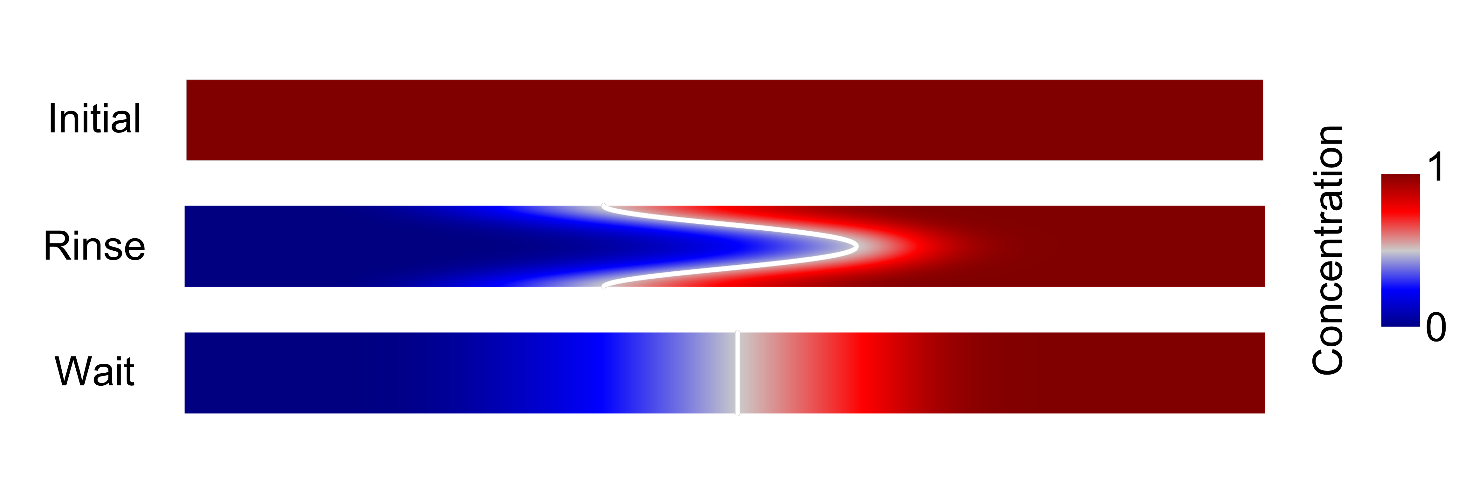 Initial
Rinse
Wait
Concentration
1
0